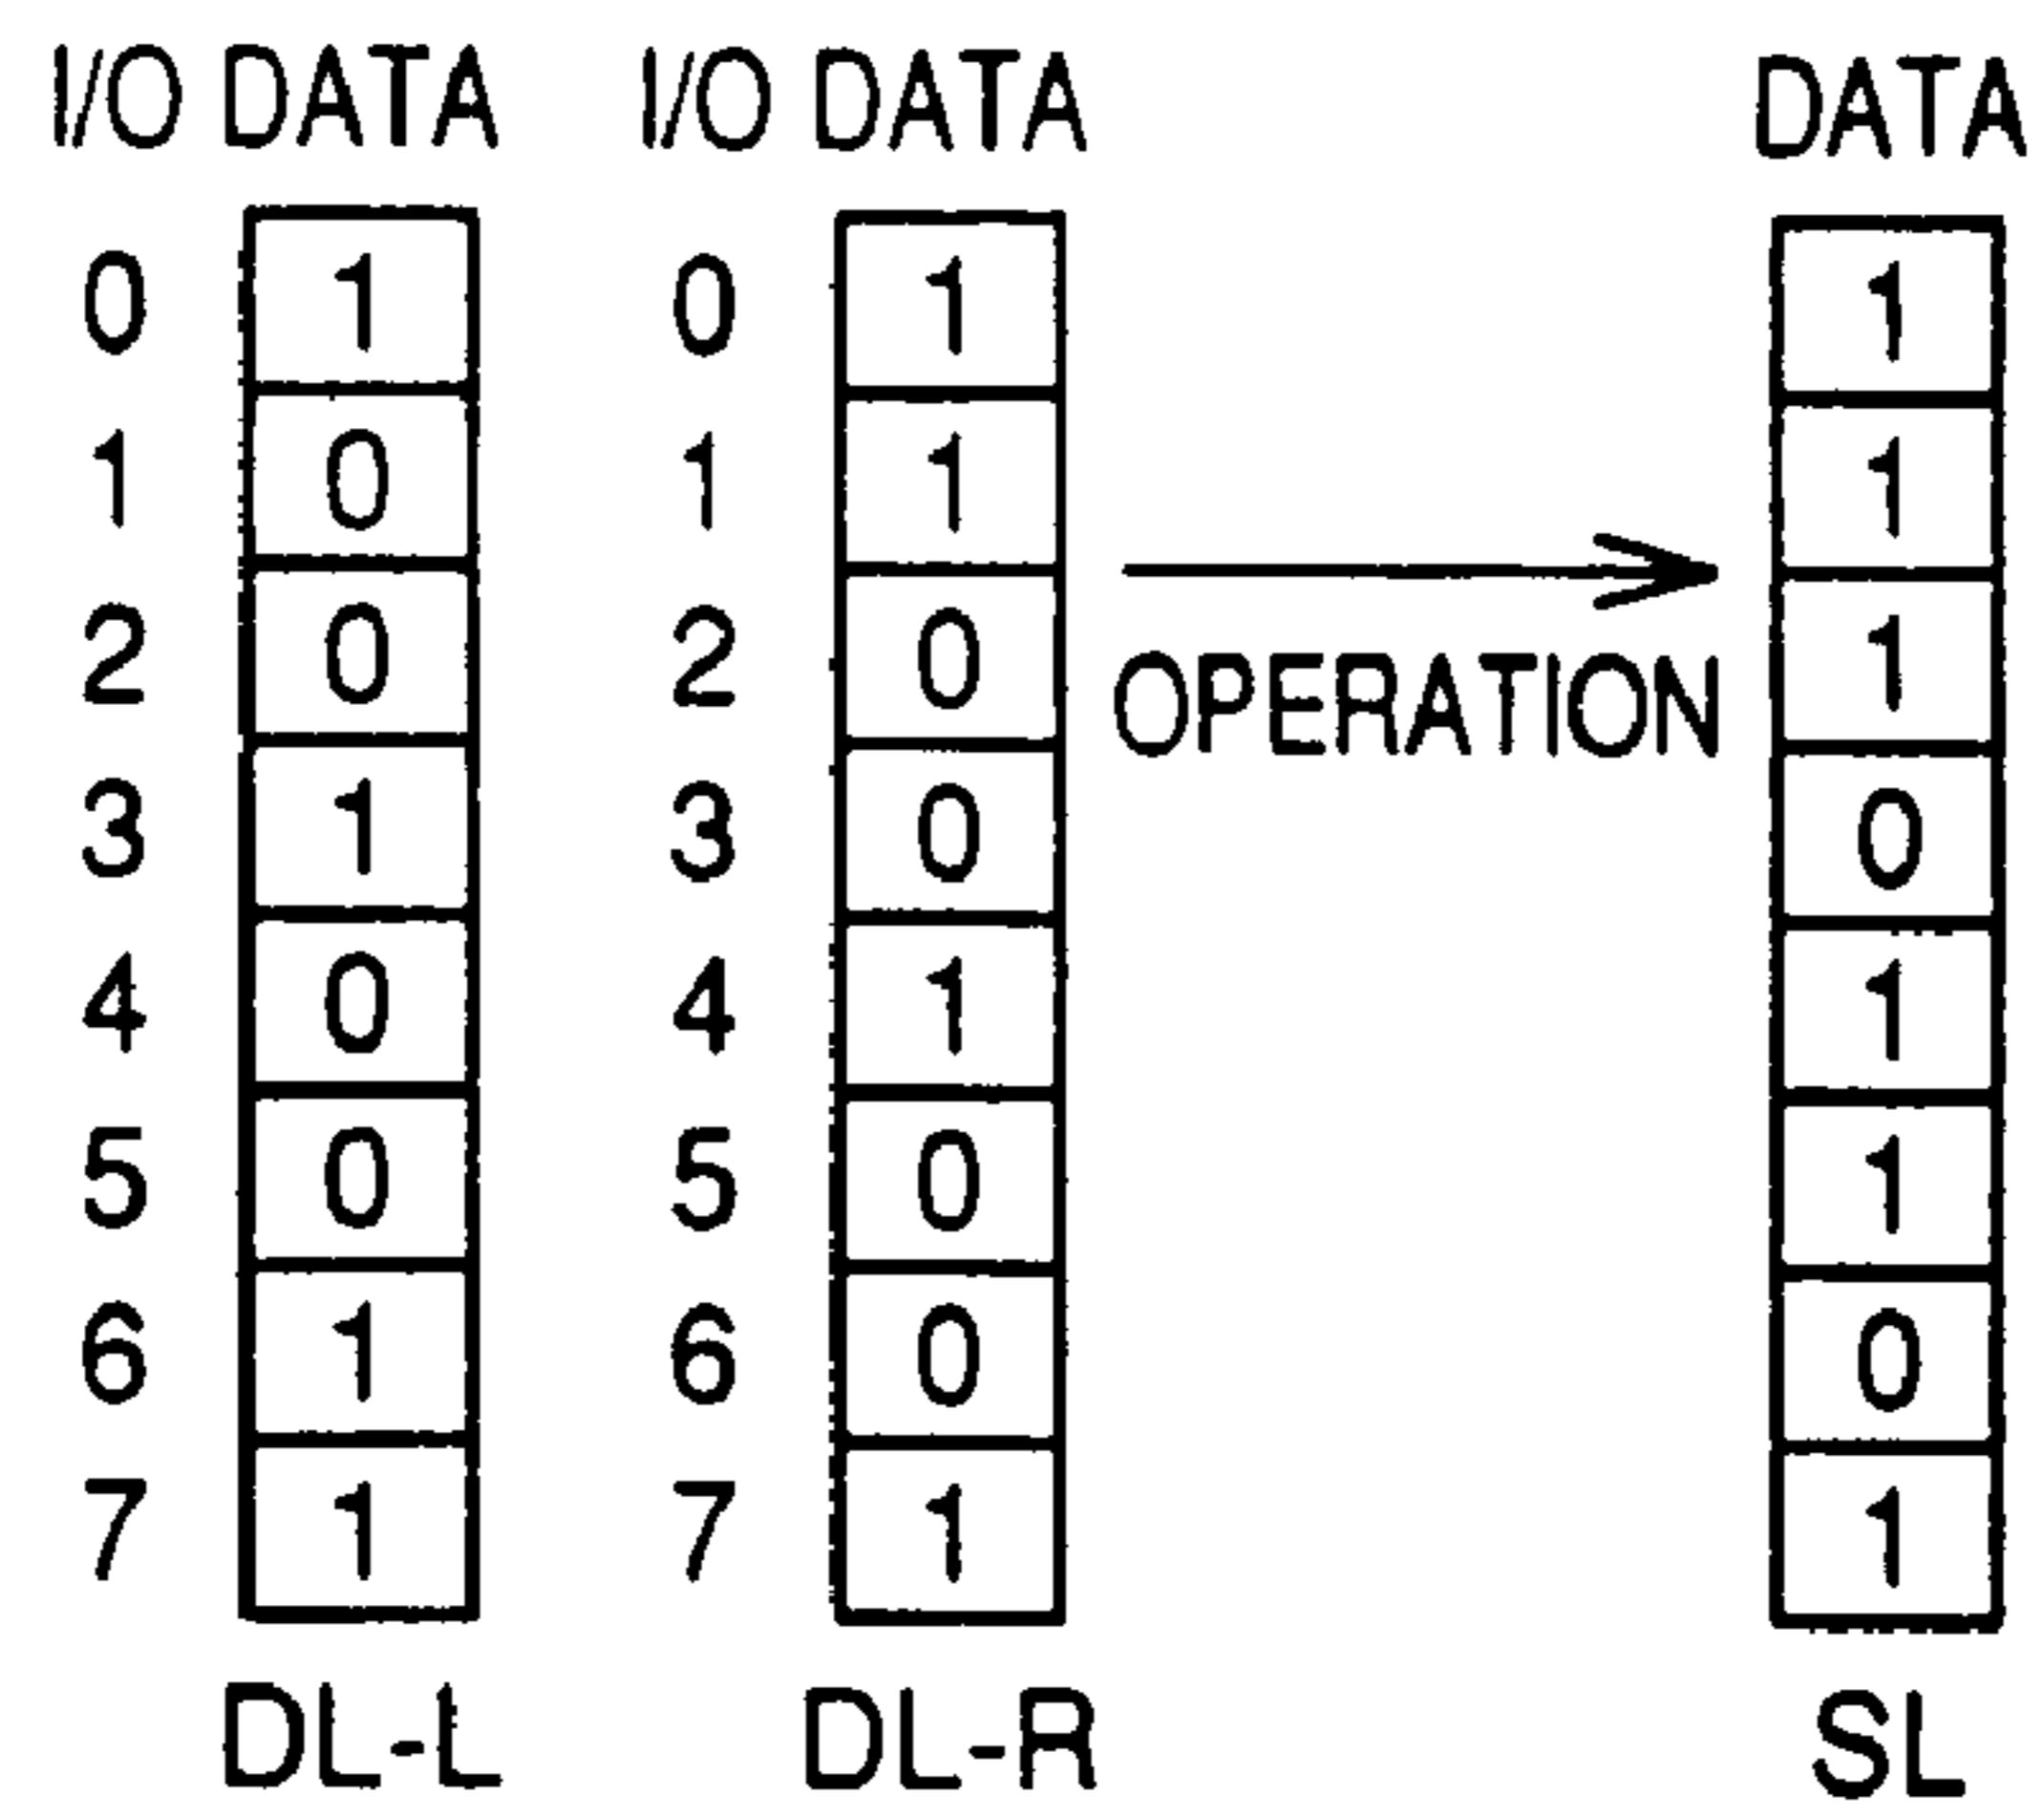 I/O DATA I/O DATA DATA
0 1 0 1 1
1 0 1 1 1
2 0 2 0 1
OPERATION
3 1 3 0 0
4 0 4 1 1
5 0 5 0 1
6 1 6 0 0
7 1 7 1 1
DL-L DL-R SL